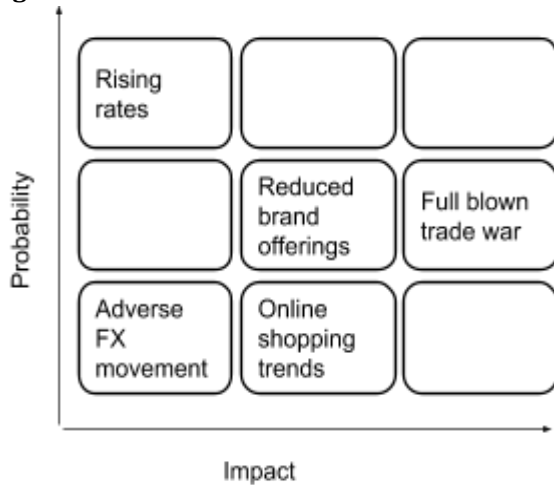 Rising
rates
Reduced
brand
offerings
Full blown
trade war
Adverse
FX
movement
Online
shopping
trends
Probability
Impact